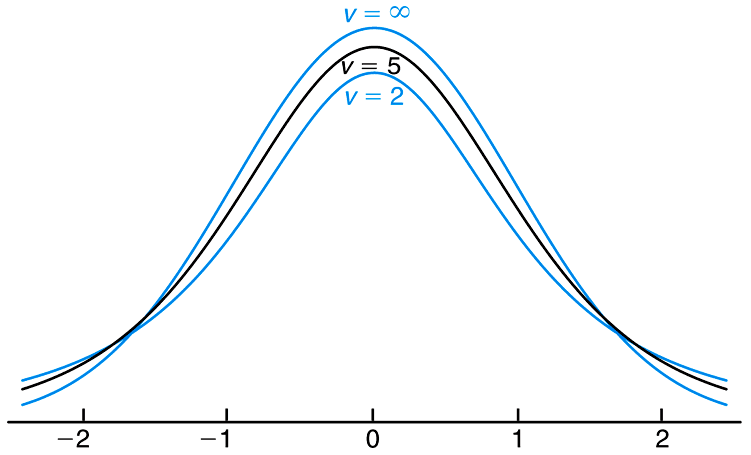 v = ∞
v = 5
v = 2
−2 −1 0 1 2